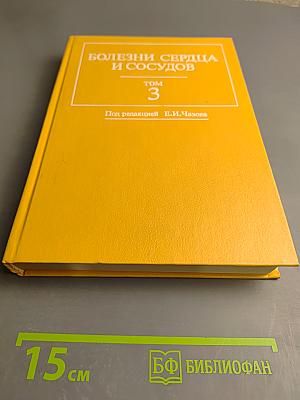 БОЛЕЗНИ СЕРДЦА
И СОСУДОВ
ТОМ
3
Под редакцией Е.И.Чазова
15 СМ
БФ БИБЛИОФАН